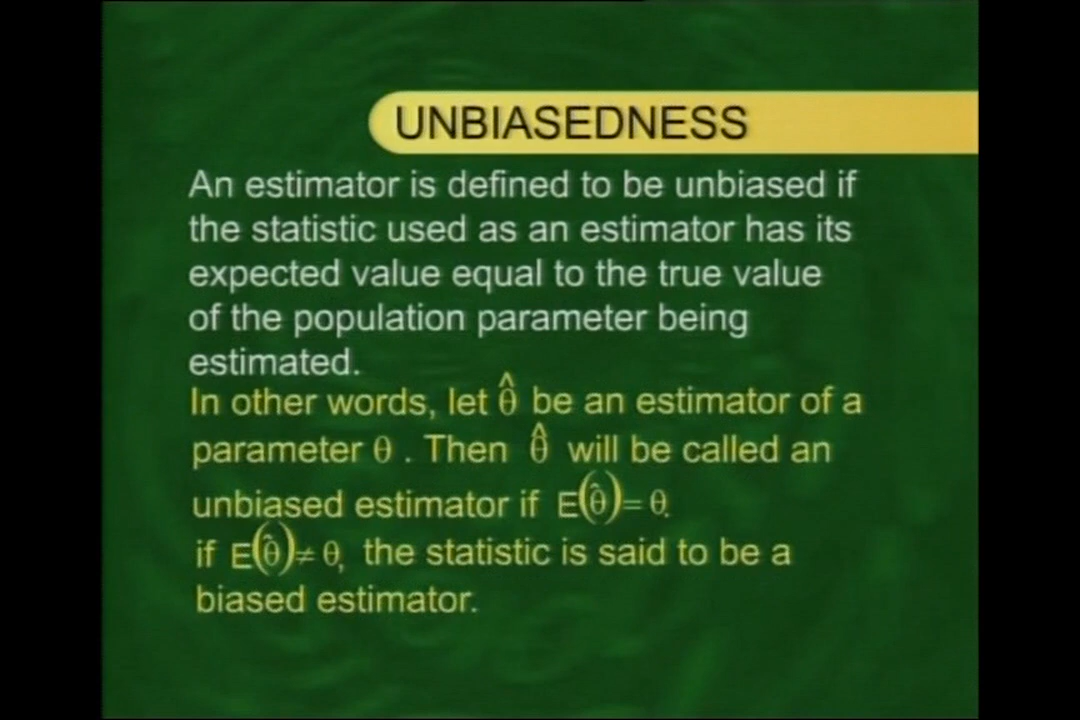 UNBIASEDNESS
An estimator is defined to be unbiased if
the statistic used as an estimator has its
expected value equal to the true value
of the population parameter being
estimated.
In other words, let θ̂ be an estimator of a
parameter θ . Then θ̂ will be called an
unbiased estimator if E(θ̂)= θ.
if E(θ̂)≠ θ, the statistic is said to be a
biased estimator.